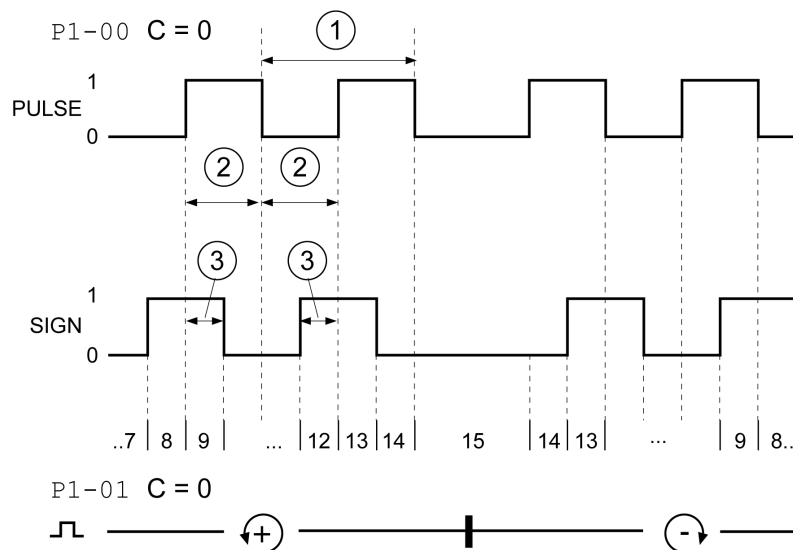 P1-00 C = 0
1
1
PULSE
0
2 2
3 3
1
SIGN
0
..7 8 9 ... 12 13 14 15 14 13 ... 9 8..
P1-01 C = 0
+ -